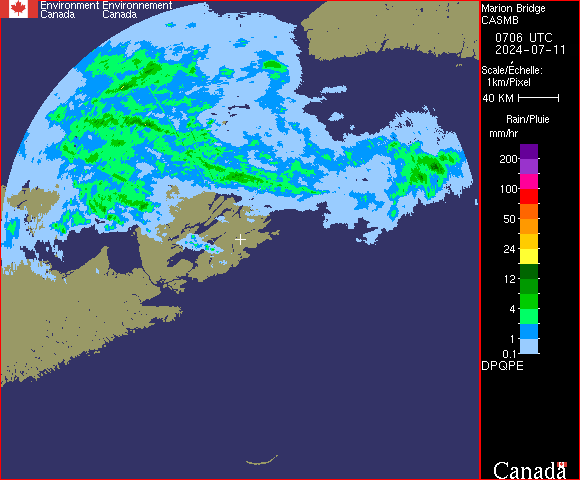 Environment Environnement
Canada Canada
Marion Bridge
CASMB
0706 UTC
2024-07-11
Scale/Échelle:
1km/Pixel
40 KM
Rain/Pluie
mm/hr
200
100
50
24
12
4
1
0.1
DPQPE
Canada